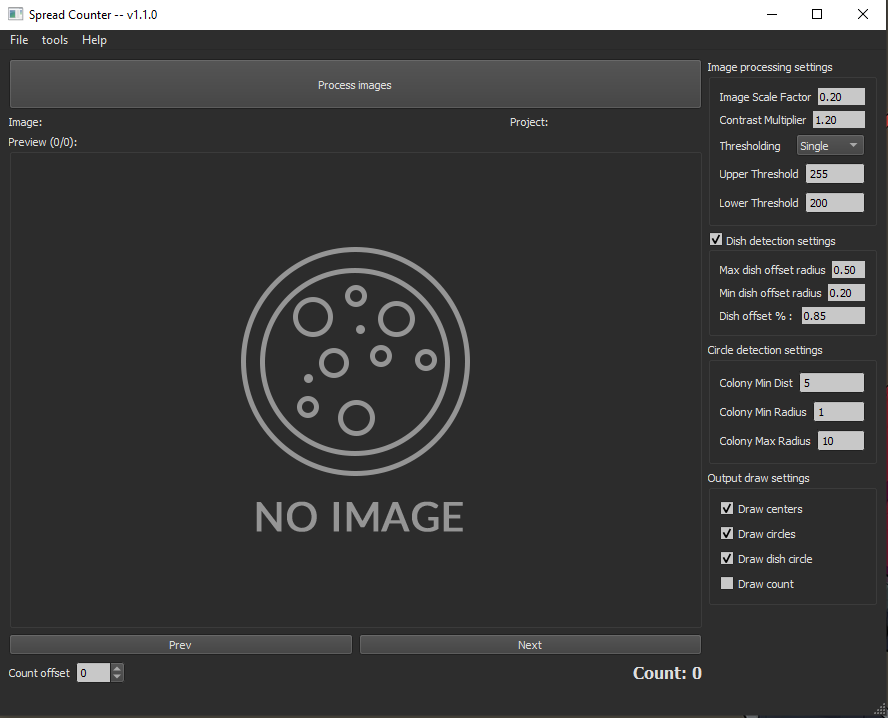 Spread Counter -- v1.1.0
File tools Help
Process images
Image: Project:
Preview (0/0):
NO IMAGE
Prev Next
Count offset 0 Count: 0
Image processing settings
Image Scale Factor 0.20
Contrast Multiplier 1.20
Thresholding Single
Upper Threshold 255
Lower Threshold 200
Dish detection settings
Max dish offset radius 0.50
Min dish offset radius 0.20
Dish offset % : 0.85
Circle detection settings
Colony Min Dist 5
Colony Min Radius 1
Colony Max Radius 10
Output draw settings
Draw centers
Draw circles
Draw dish circle
Draw count